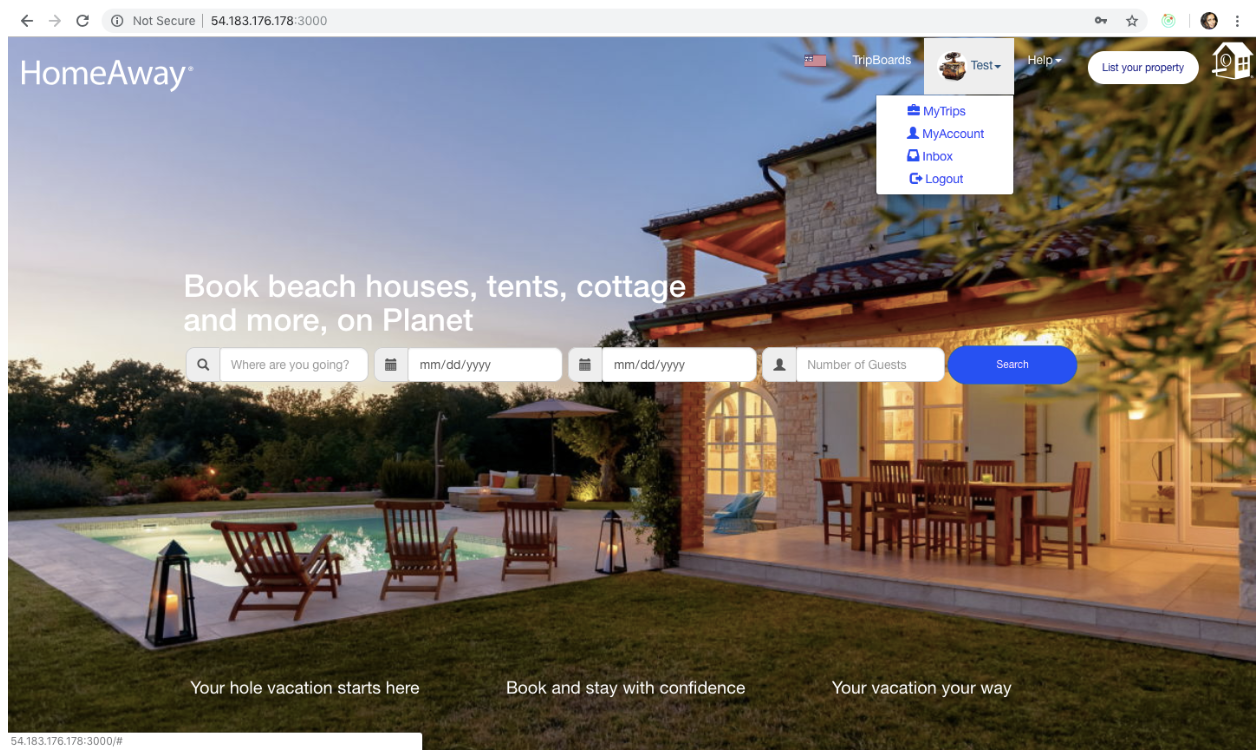 Not Secure | 54.183.176.178:3000
HomeAway®
TripBoards
Test
Help
List your property
MyTrips
MyAccount
Inbox
Logout
Book beach houses, tents, cottage
and more, on Planet
Where are you going?
mm/dd/yyyy
mm/dd/yyyy
Number of Guests
Search
Your hole vacation starts here
Book and stay with confidence
Your vacation your way
54.183.176.178:3000/#